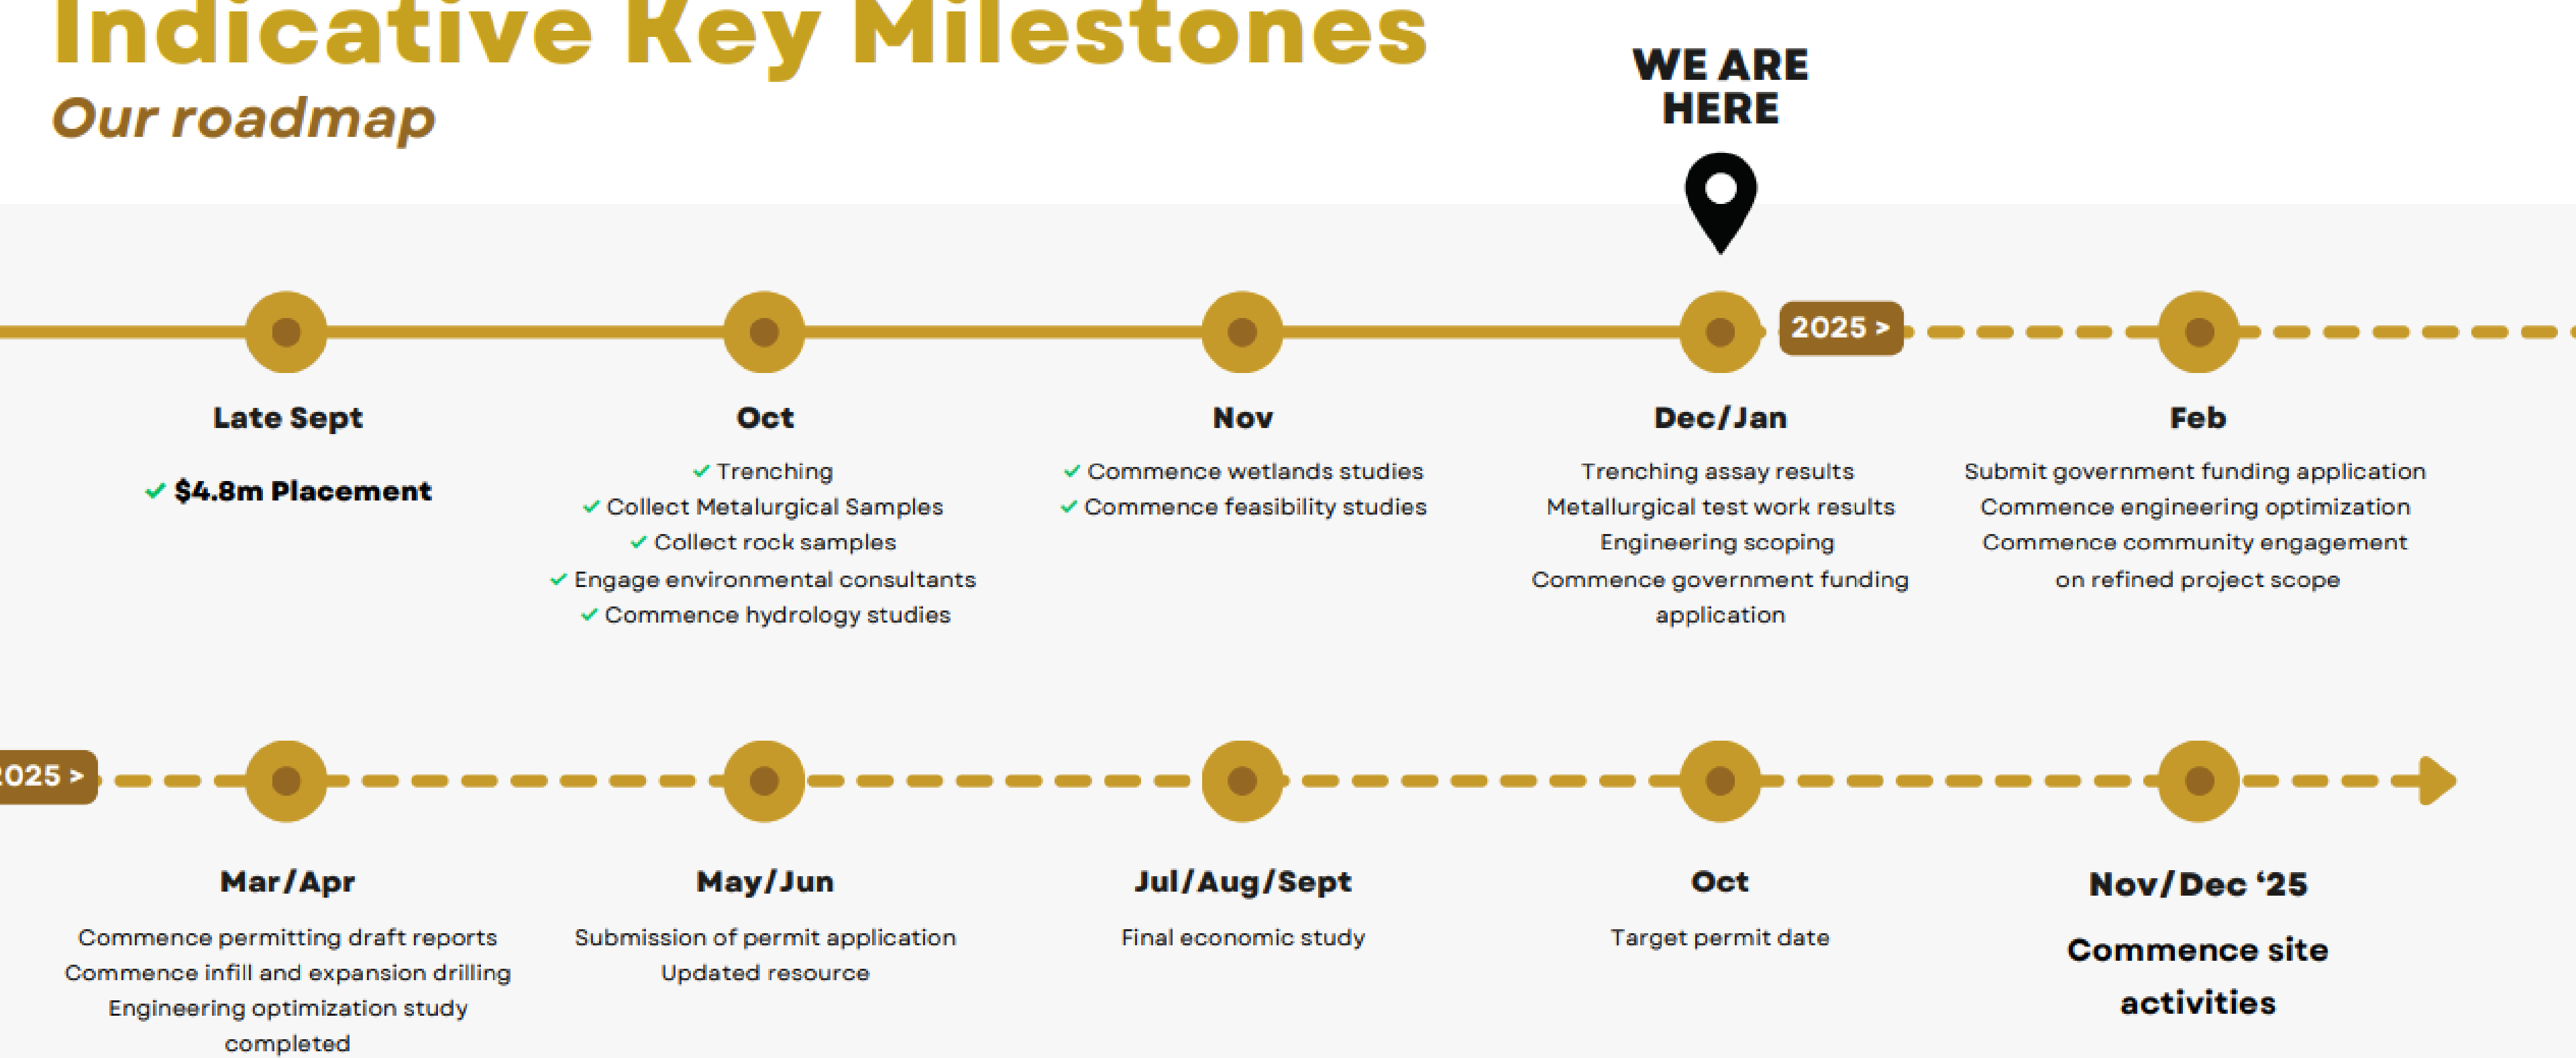 Indicative Key Milestones
Our roadmap
WE ARE
HERE
2025 >
Late Sept
$4.8m Placement
Oct
Trenching
Collect Metalurgical Samples
Collect rock samples
Engage environmental consultants
Commence hydrology studies
Nov
Commence wetlands studies
Commence feasibility studies
Dec/Jan
Trenching assay results
Metallurgical test work results
Engineering scoping
Commence government funding
application
Feb
Submit government funding application
Commence engineering optimization
Commence community engagement
on refined project scope
2025 >
Mar/Apr
Commence permitting draft reports
Commence infill and expansion drilling
Engineering optimization study
completed
May/Jun
Submission of permit application
Updated resource
Jul/Aug/Sept
Final economic study
Oct
Target permit date
Nov/Dec ‘25
Commence site
activities